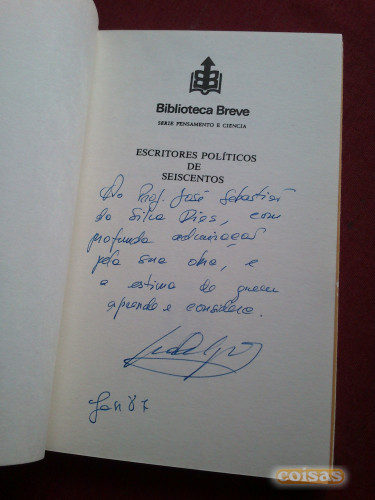 Biblioteca Breve
SÉRIE PENSAMENTO E CIÊNCIA
ESCRITORES POLÍTICOS
DE
SEISCENTOS
Ao Prof. José Sebastião
da Silva Dias, com
profunda admiração
pela sua obra, e
a estima de quem
aprende e considera.
Jan 87
coisas